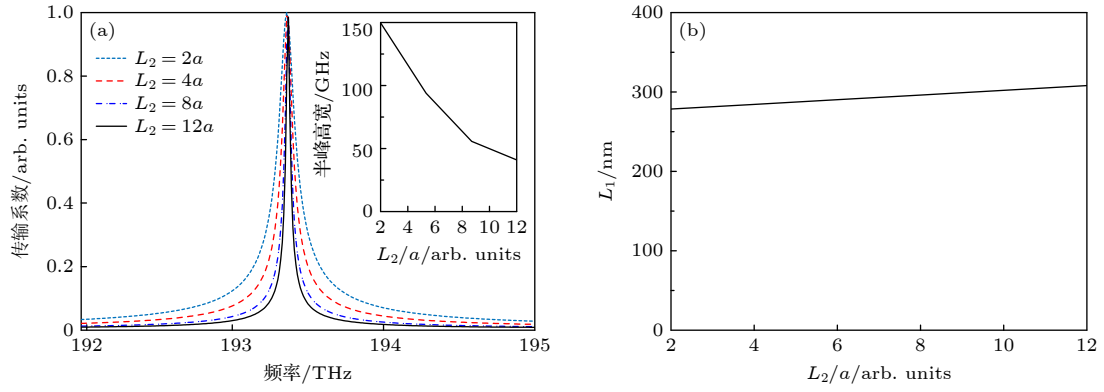 (a)
1.0
0.8
0.6
0.4
0.2
0
192
193
194
195
传输系数/arb. units
频率/THz
L₂ = 2a
L₂ = 4a
L₂ = 8a
L₂ = 12a
150
100
50
0
2 4 6 8 10 12
半峰高宽/GHz
L₂/a/arb. units
(b)
400
300
200
100
0
2 4 6 8 10 12
L₁/nm
L₂/a/arb. units